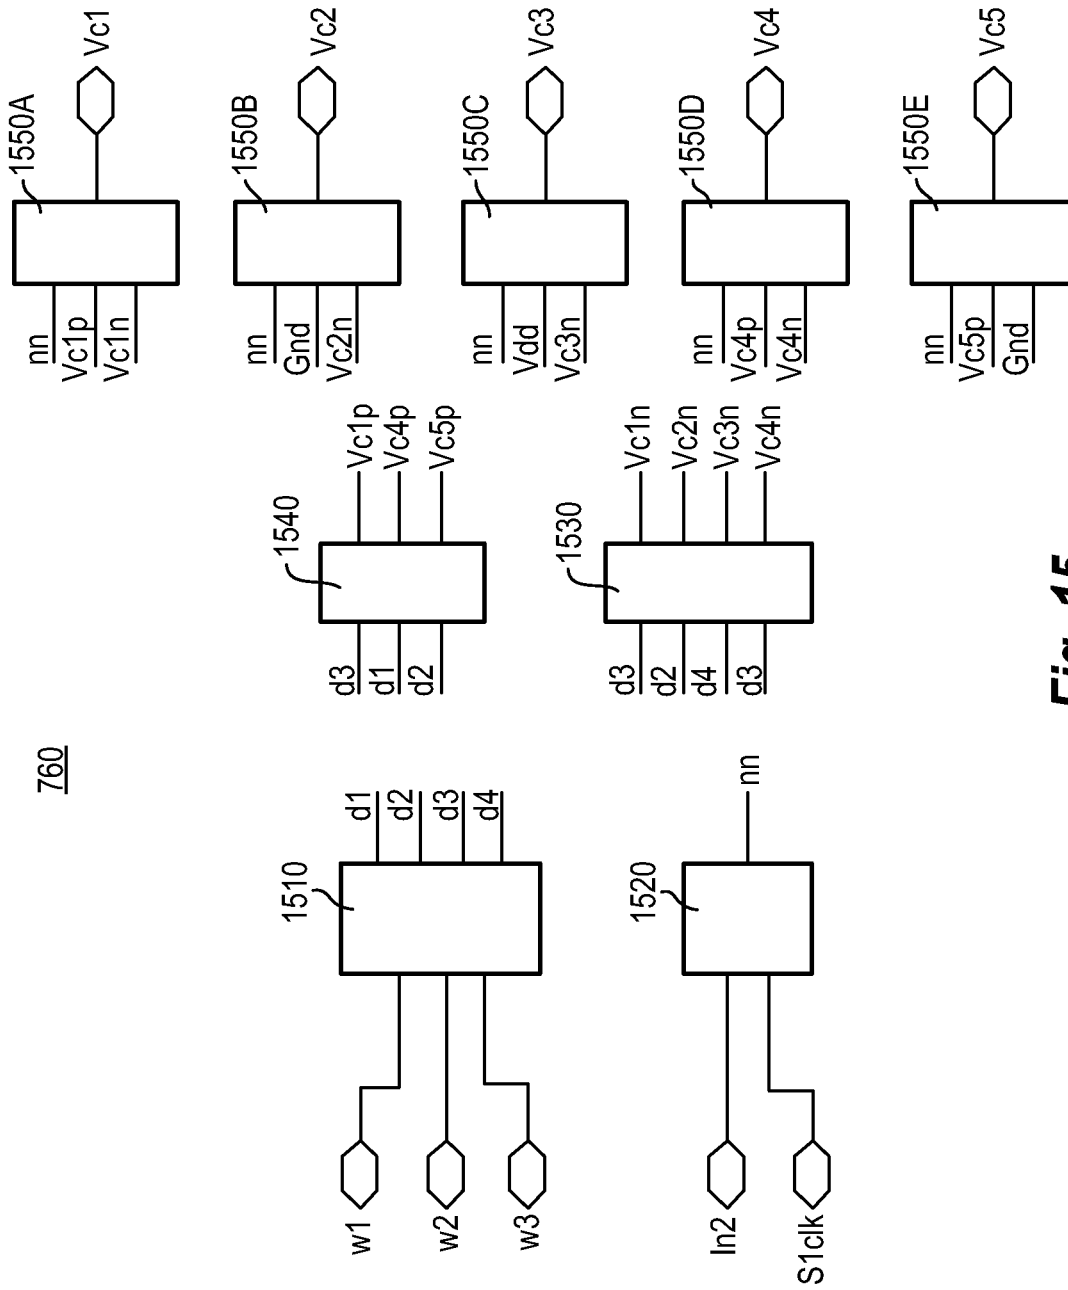 760
w1
w2
w3
1510
d1
d2
d3
d4
In2
S1clk
1520
nn
d3
d1
d2
1540
Vc1p
Vc4p
Vc5p
d3
d2
d4
d3
1530
Vc1n
Vc2n
Vc3n
Vc4n
nn
Vc1p
Vc1n
1550A
Vc1
nn
Gnd
Vc2n
1550B
Vc2
nn
Vdd
Vc3n
1550C
Vc3
nn
Vc4p
Vc4n
1550D
Vc4
nn
Vc5p
Gnd
1550E
Vc5
Fig. 15